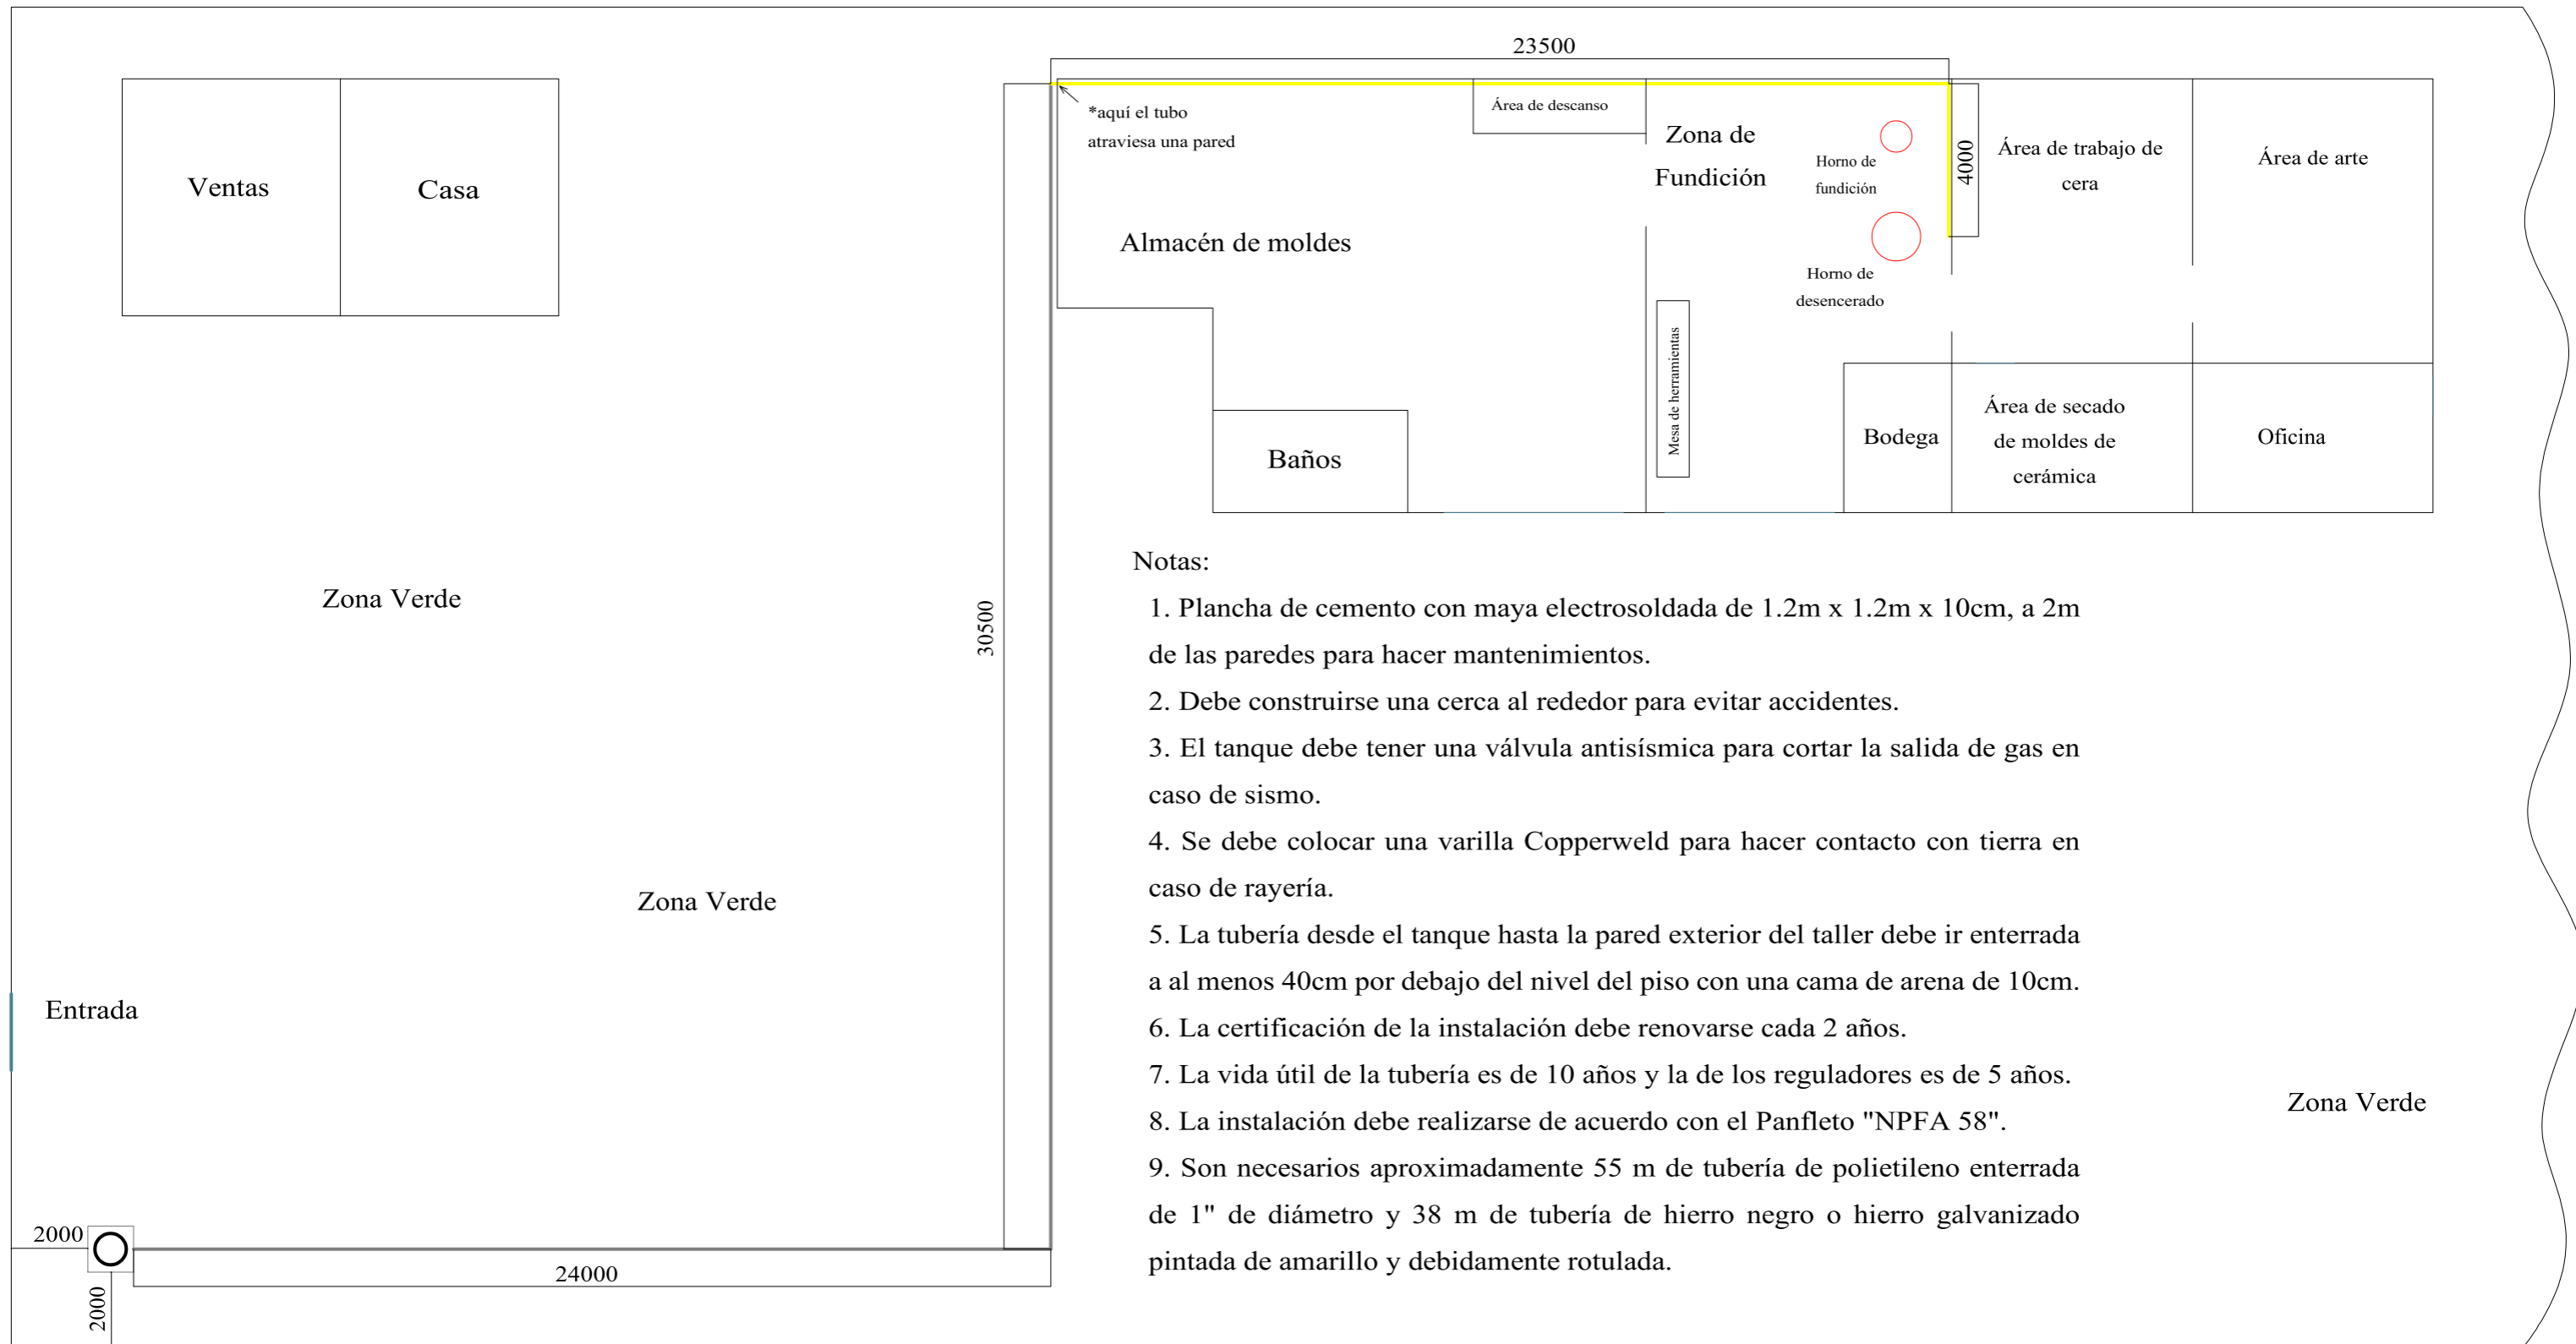 23500
*aquí el tubo
atraviesa una pared
Área de descanso
Zona de
Fundición
Horno de
fundición
4000
Área de trabajo de
cera
Área de arte
Ventas
Casa
Almacén de moldes
Horno de
desencerado
Mesa de herramientas
Baños
Bodega
Área de secado
de moldes de
cerámica
Oficina
30500
Zona Verde
Zona Verde
Entrada
2000
2000
24000
Notas:
1. Plancha de cemento con maya electrosoldada de 1.2m x 1.2m x 10cm, a 2m
de las paredes para hacer mantenimientos.
2. Debe construirse una cerca al rededor para evitar accidentes.
3. El tanque debe tener una válvula antisísmica para cortar la salida de gas en
caso de sismo.
4. Se debe colocar una varilla Copperweld para hacer contacto con tierra en
caso de rayería.
5. La tubería desde el tanque hasta la pared exterior del taller debe ir enterrada
a al menos 40cm por debajo del nivel del piso con una cama de arena de 10cm.
6. La certificación de la instalación debe renovarse cada 2 años.
7. La vida útil de la tubería es de 10 años y la de los reguladores es de 5 años.
8. La instalación debe realizarse de acuerdo con el Panfleto "NPFA 58".
9. Son necesarios aproximadamente 55 m de tubería de polietileno enterrada
de 1" de diámetro y 38 m de tubería de hierro negro o hierro galvanizado
pintada de amarillo y debidamente rotulada.
Zona Verde